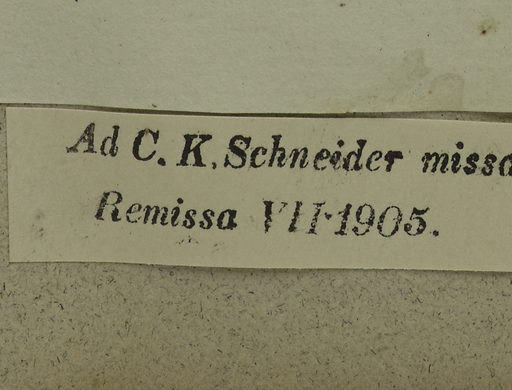 Ad C. K. Schneider missa
Remissa VII·1905.